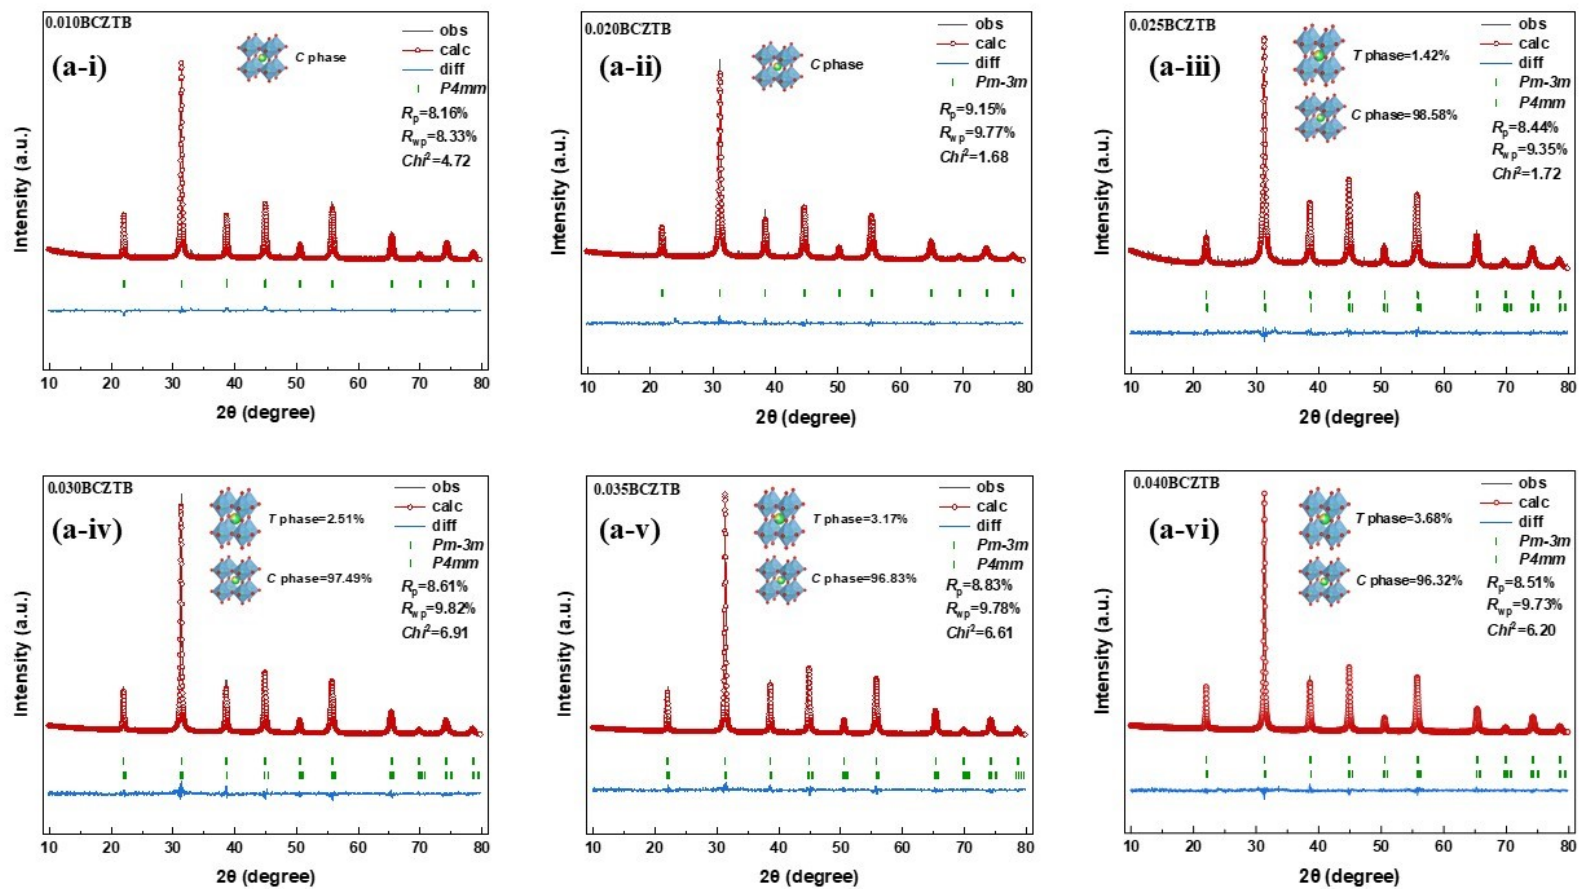 0.010BCZTB
(a-i)
C phase
obs
calc
diff
P4mm
Rp=8.16%
Rwp=8.33%
Chi²=4.72
Intensity (a.u.)
10 20 30 40 50 60 70 80
2θ (degree)
0.020BCZTB
(a-ii)
C phase
obs
calc
diff
Pm-3m
Rp=9.15%
Rwp=9.77%
Chi²=1.68
Intensity (a.u.)
10 20 30 40 50 60 70 80
2θ (degree)
0.025BCZTB
(a-iii)
T phase=1.42%
C phase=98.58%
obs
calc
diff
Pm-3m
P4mm
Rp=8.44%
Rwp=9.35%
Chi²=1.72
Intensity (a.u.)
10 20 30 40 50 60 70 80
2θ (degree)
0.030BCZTB
(a-iv)
T phase=2.51%
C phase=97.49%
obs
calc
diff
Pm-3m
P4mm
Rp=8.61%
Rwp=9.82%
Chi²=6.91
Intensity (a.u.)
10 20 30 40 50 60 70 80
2θ (degree)
0.035BCZTB
(a-v)
T phase=3.17%
C phase=96.83%
obs
calc
diff
Pm-3m
P4mm
Rp=8.83%
Rwp=9.78%
Chi²=6.61
Intensity (a.u.)
10 20 30 40 50 60 70 80
2θ (degree)
0.040BCZTB
(a-vi)
T phase=3.68%
C phase=96.32%
obs
calc
diff
Pm-3m
P4mm
Rp=8.51%
Rwp=9.73%
Chi²=6.20
Intensity (a.u.)
10 20 30 40 50 60 70 80
2θ (degree)